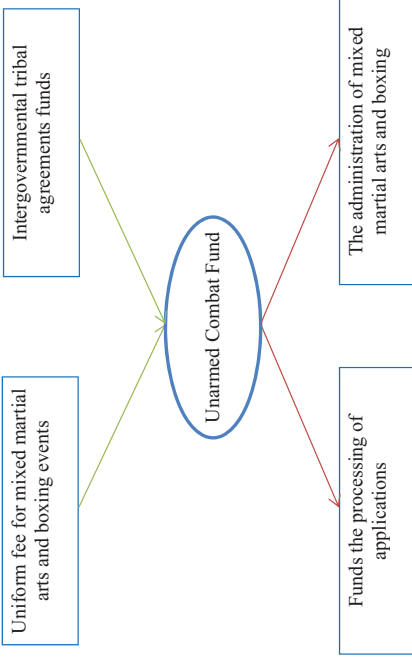 Uniform fee for mixed martial
arts and boxing events
Intergovernmental tribal
agreements funds
Unarmed Combat Fund
Funds the processing of
applications
The administration of mixed
martial arts and boxing